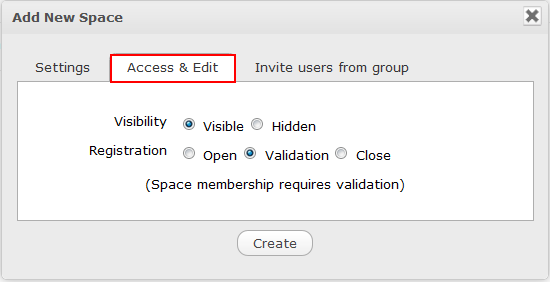 Add New Space
Settings Access & Edit Invite users from group
Visibility Visible Hidden
Registration Open Validation Close
(Space membership requires validation)
Create